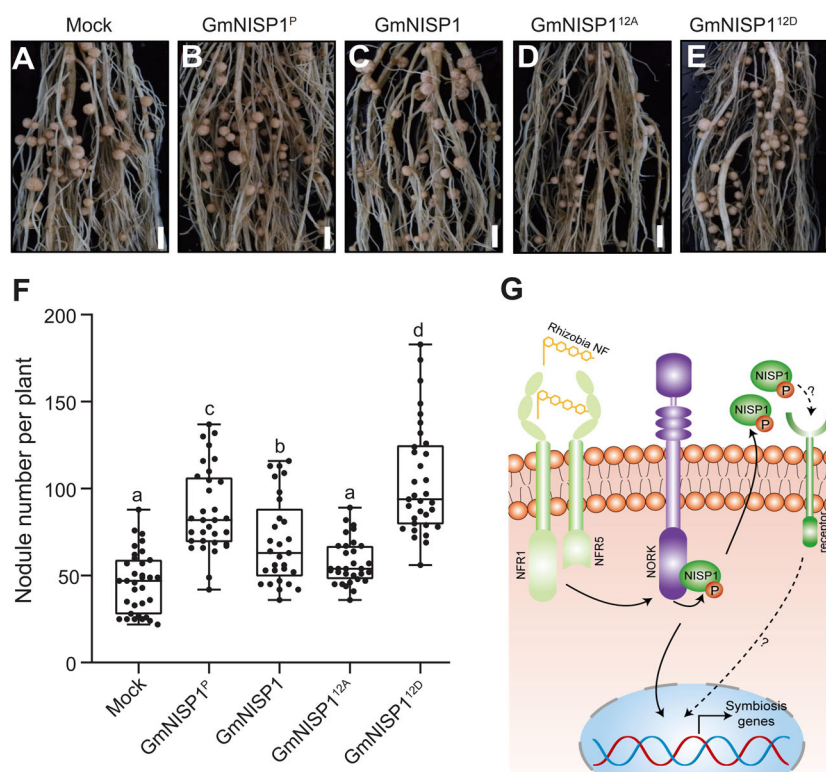 Mock
GmNISP1ᴾ
GmNISP1
GmNISP1¹²ᴬ
GmNISP1¹²ᴰ
A
B
C
D
E
F
Nodule number per plant
200
150
100
50
0
a
c
b
a
d
Mock
GmNISP1ᴾ
GmNISP1
GmNISP1¹²ᴬ
GmNISP1¹²ᴰ
G
Rhizobia NF
NISP1
P
?
NISP1
P
NFR1
NFR5
NORK
NISP1
P
receptor
?
Symbiosis
genes